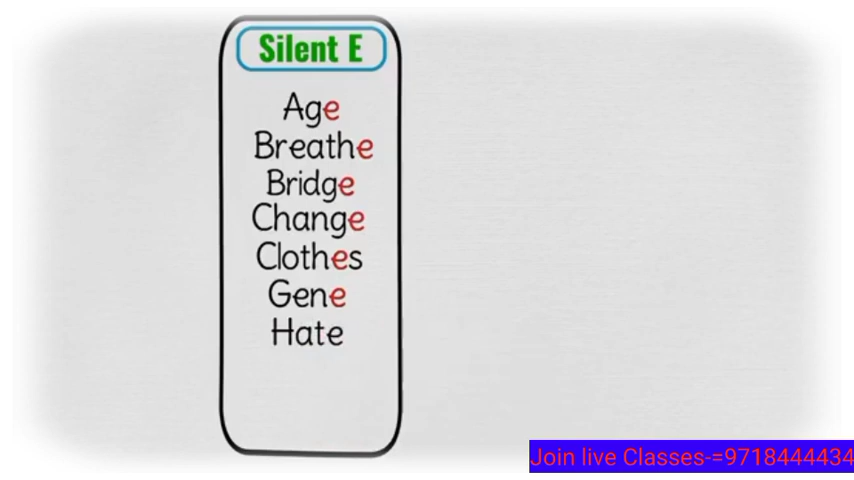 Silent E
Age
Breathe
Bridge
Change
Clothes
Gene
Hate
Join live Classes-=9718444434